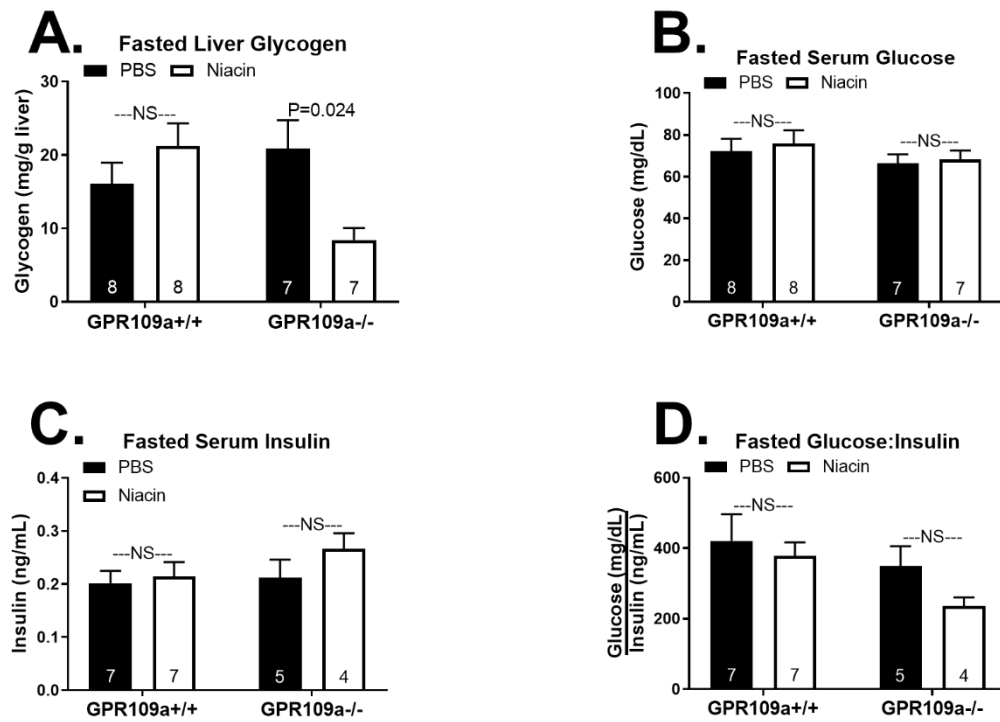 A.
Fasted Liver Glycogen
PBS Niacin
Glycogen (mg/g liver)
30
20
10
0
---NS---
P=0.024
8 8 7 7
GPR109a+/+ GPR109a-/-
B.
Fasted Serum Glucose
PBS Niacin
Glucose (mg/dL)
100
80
60
40
20
0
---NS---
---NS---
8 8 7 7
GPR109a+/+ GPR109a-/-
C.
Fasted Serum Insulin
PBS
Niacin
Insulin (ng/mL)
0.4
0.3
0.2
0.1
0.0
---NS---
---NS---
7 7 5 4
GPR109a+/+ GPR109a-/-
D.
Fasted Glucose:Insulin
PBS Niacin
Glucose (mg/dL)
Insulin (ng/mL)
600
400
200
0
---NS---
---NS---
7 7 5 4
GPR109a+/+ GPR109a-/-